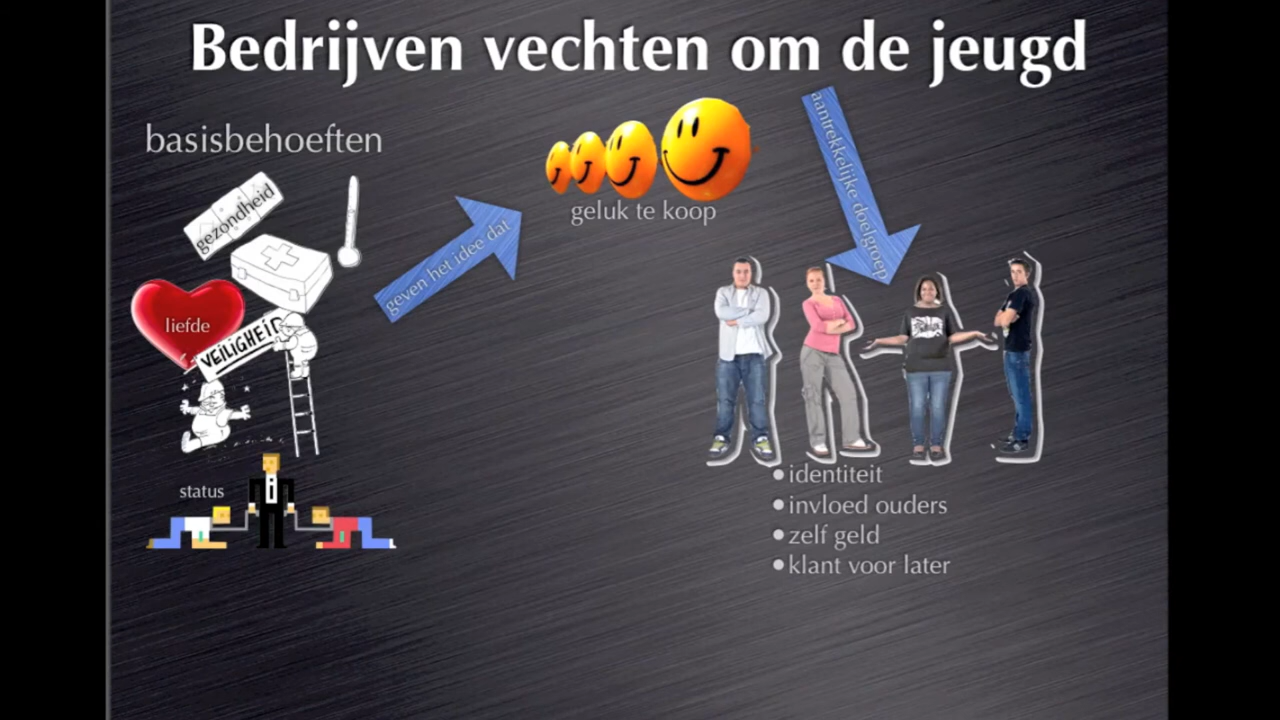 Bedrijven vechten om de jeugd
basisbehoeften
gezondheid
liefde
VEILIGHEID
status
geven het idee dat
geluk te koop
aantrekkelijke doelgroep
• identiteit
• invloed ouders
• zelf geld
• klant voor later